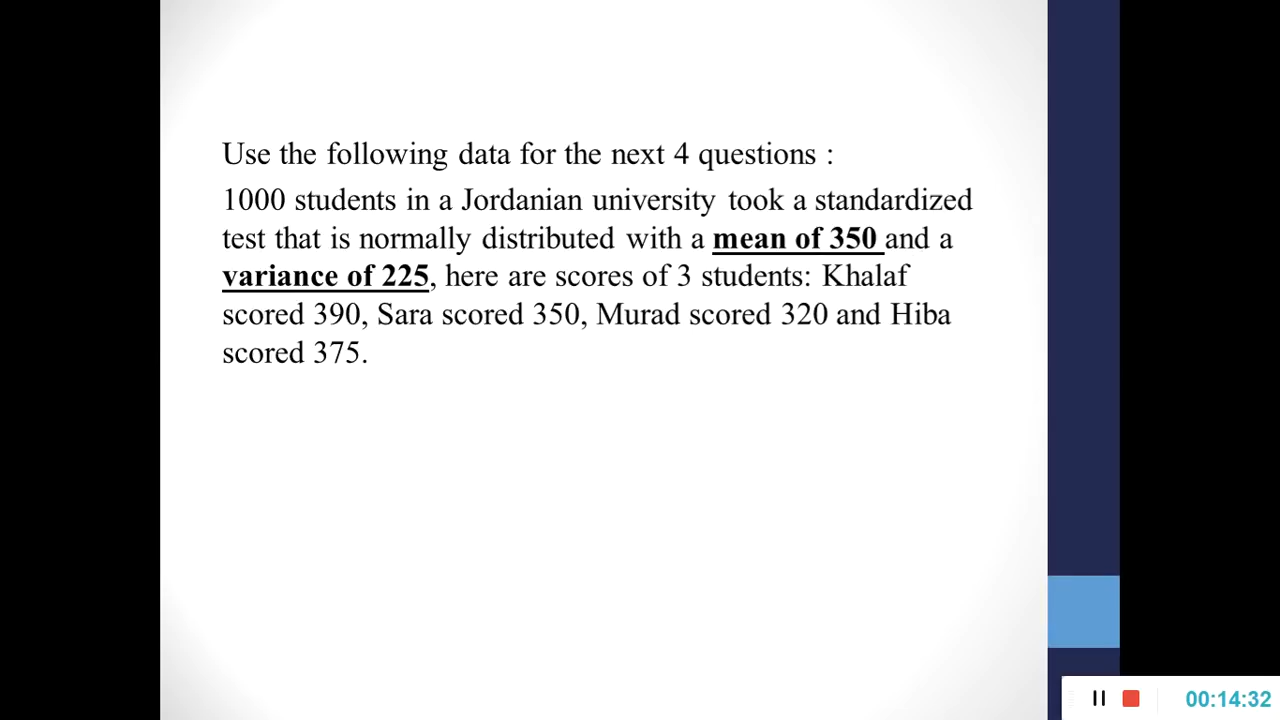 Use the following data for the next 4 questions :
1000 students in a Jordanian university took a standardized
test that is normally distributed with a mean of 350 and a
variance of 225, here are scores of 3 students: Khalaf
scored 390, Sara scored 350, Murad scored 320 and Hiba
scored 375.
00:14:32